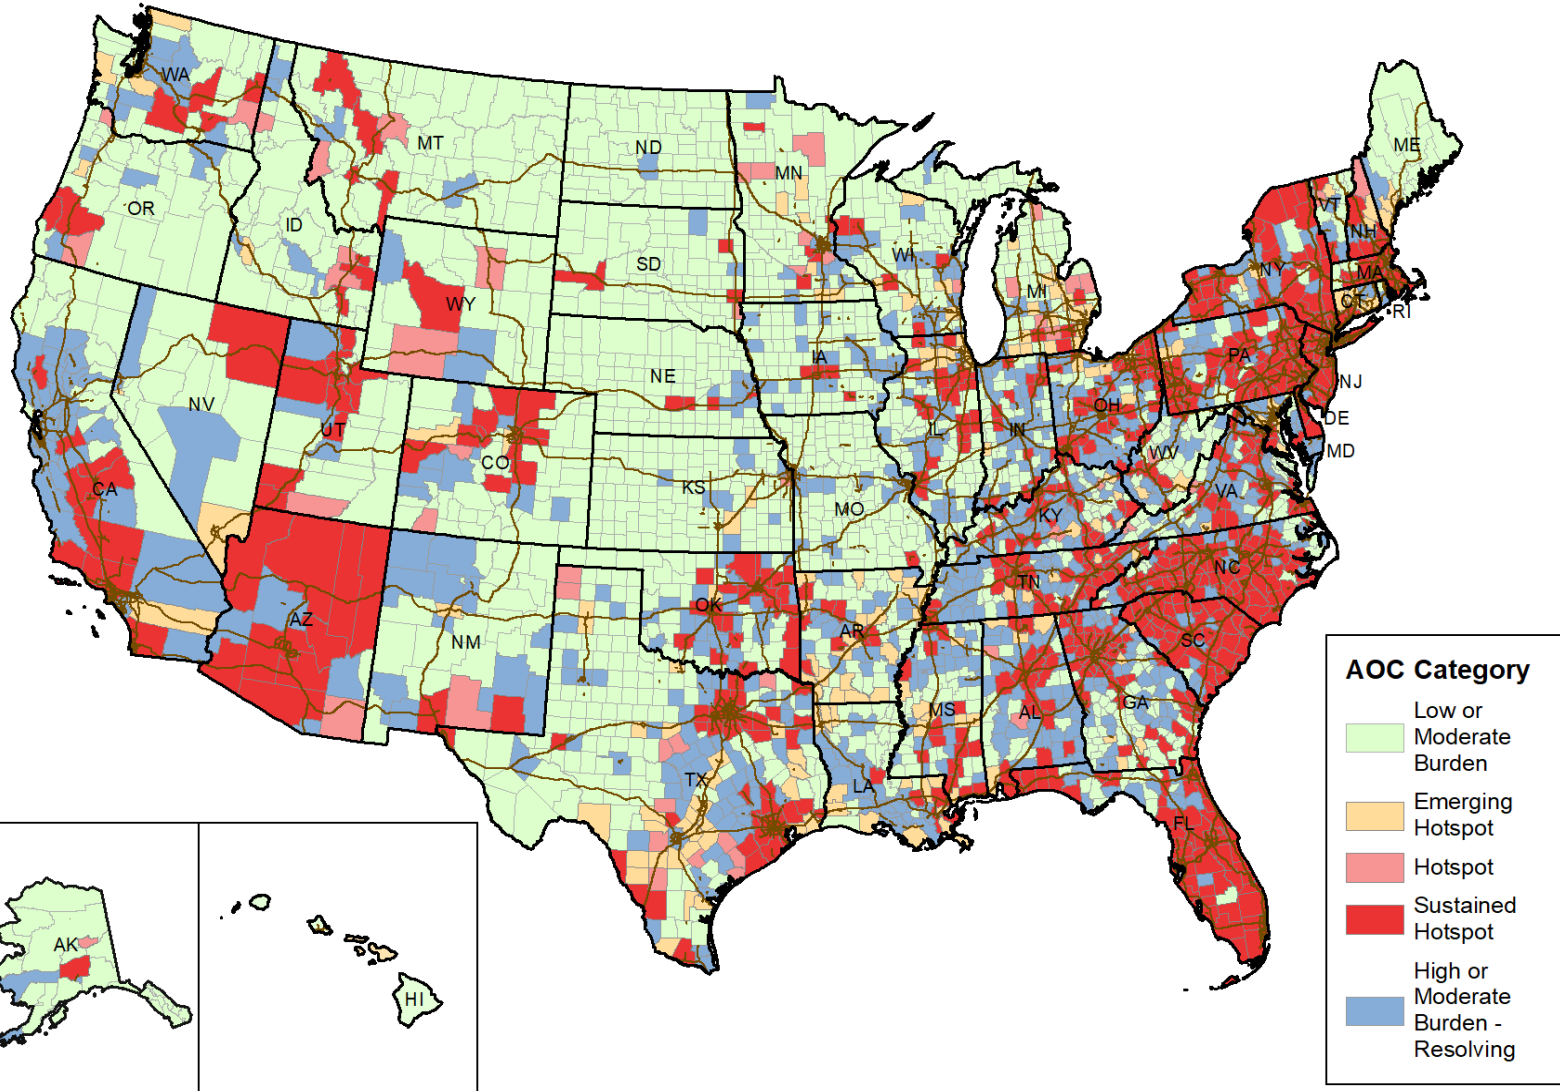 WA
MT
ND
MN
ME
OR
ID
SD
WI
MI
VT
NH
NY
MA
CT
RI
WY
NV
UT
CO
NE
IA
IL
IN
OH
PA
NJ
DE
MD
WV
VA
CA
KS
MO
KY
AZ
NM
OK
AR
TN
NC
SC
MS
AL
GA
TX
LA
FL
AK
HI
AOC Category
Low or
Moderate
Burden
Emerging
Hotspot
Hotspot
Sustained
Hotspot
High or
Moderate
Burden -
Resolving